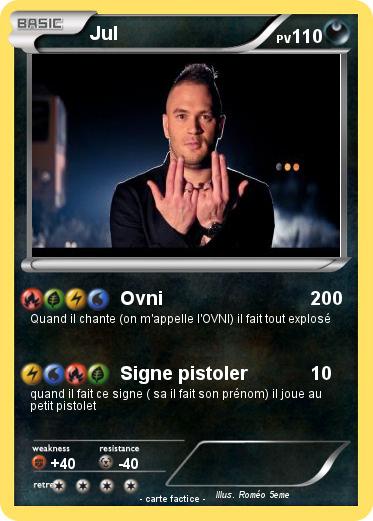 BASIC
Jul
PV110
Ovni
200
Quand il chante (on m'appelle l'OVNI) il fait tout explosé
Signe pistoler
10
quand il fait ce signe ( sa il fait son prénom) il joue au
petit pistolet
weakness
resistance
+40
-40
retre
- carte factice -
Illus. Roméo 5eme